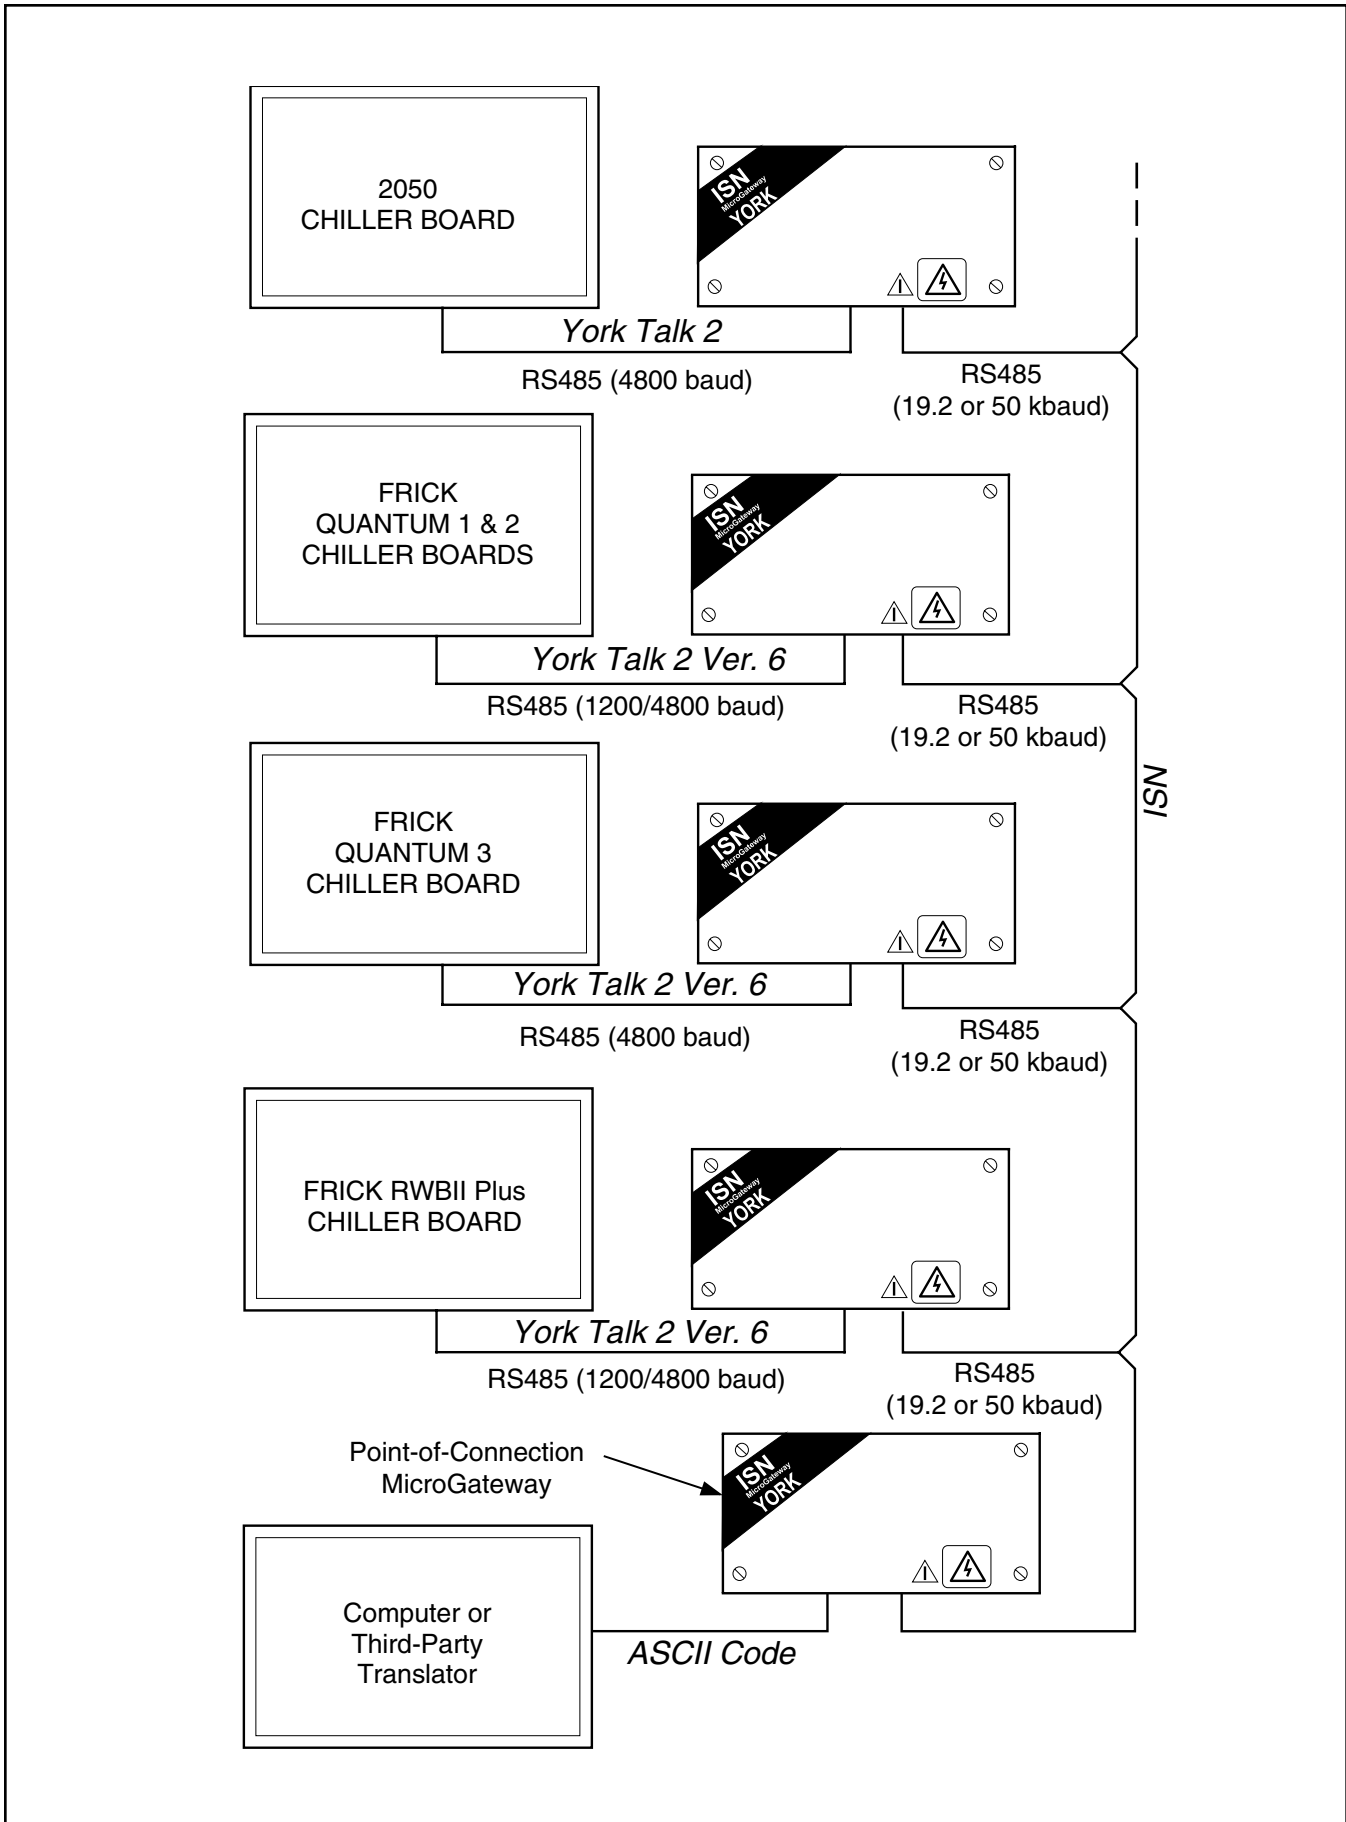 2050
CHILLER BOARD
ISN
MicroGateway
YORK
York Talk 2
RS485 (4800 baud)
RS485
(19.2 or 50 kbaud)
FRICK
QUANTUM 1 & 2
CHILLER BOARDS
ISN
MicroGateway
YORK
York Talk 2 Ver. 6
RS485 (1200/4800 baud)
RS485
(19.2 or 50 kbaud)
ISN
FRICK
QUANTUM 3
CHILLER BOARD
ISN
MicroGateway
YORK
York Talk 2 Ver. 6
RS485 (4800 baud)
RS485
(19.2 or 50 kbaud)
FRICK RWBII Plus
CHILLER BOARD
ISN
MicroGateway
YORK
York Talk 2 Ver. 6
RS485 (1200/4800 baud)
RS485
(19.2 or 50 kbaud)
Point-of-Connection
MicroGateway
ISN
MicroGateway
YORK
Computer or
Third-Party
Translator
ASCII Code